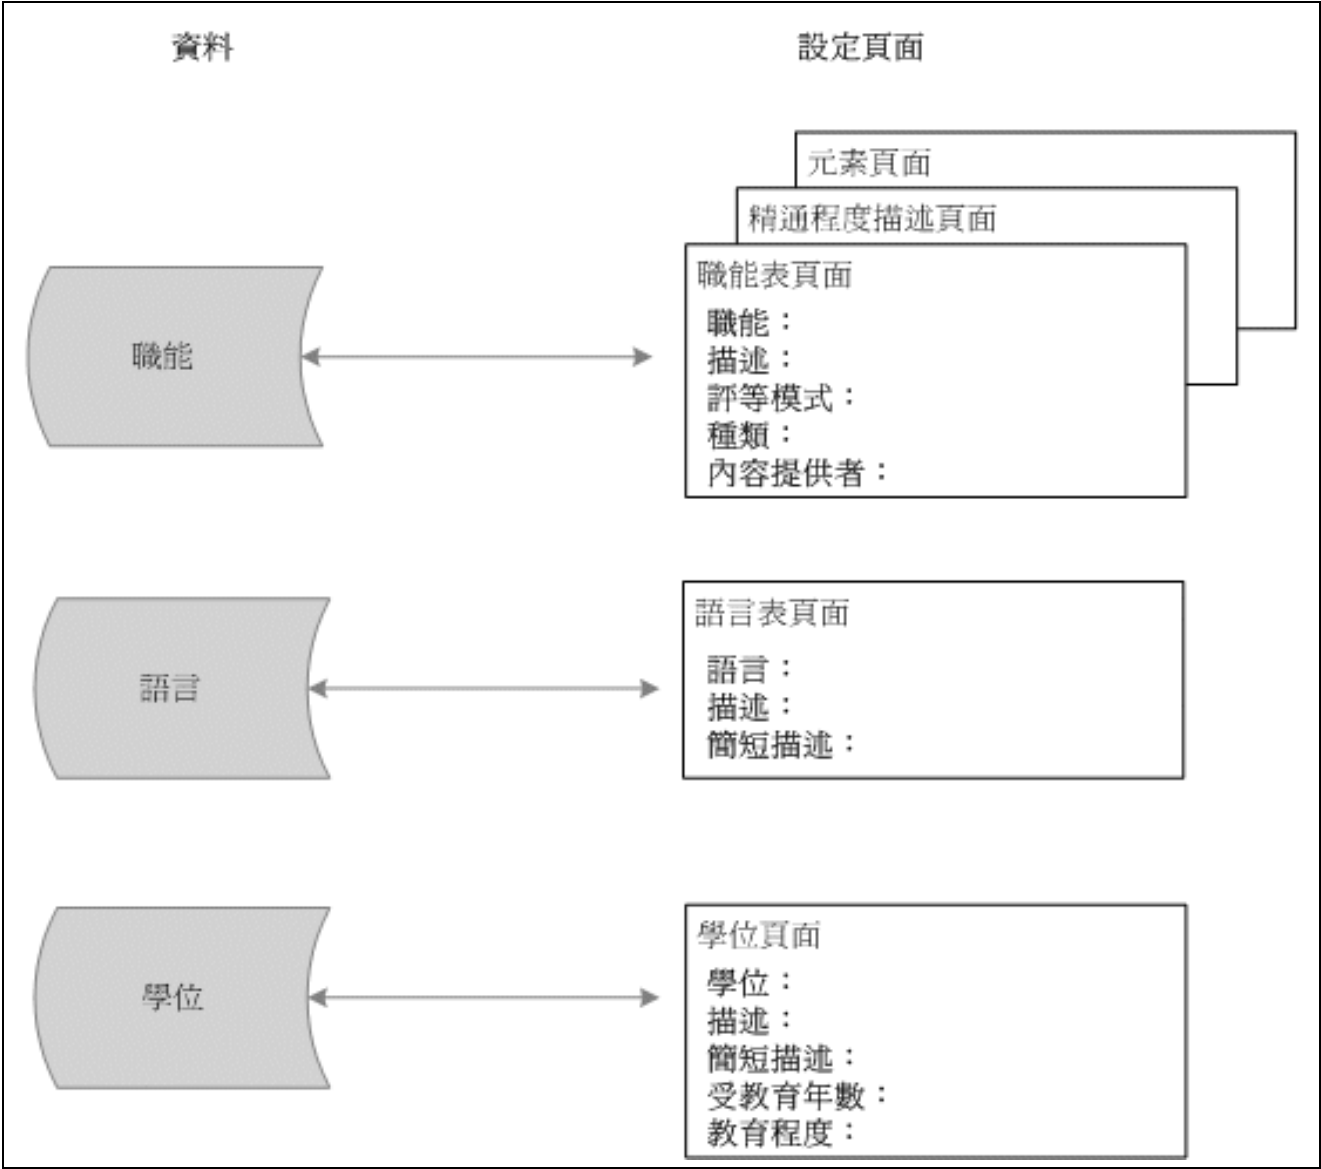 資料
設定頁面
元素頁面
精通程度描述頁面
職能表頁面
職能：
描述：
評等模式：
種類：
內容提供者：
職能
語言表頁面
語言：
描述：
簡短描述：
語言
學位頁面
學位：
描述：
簡短描述：
受教育年數：
教育程度：
學位